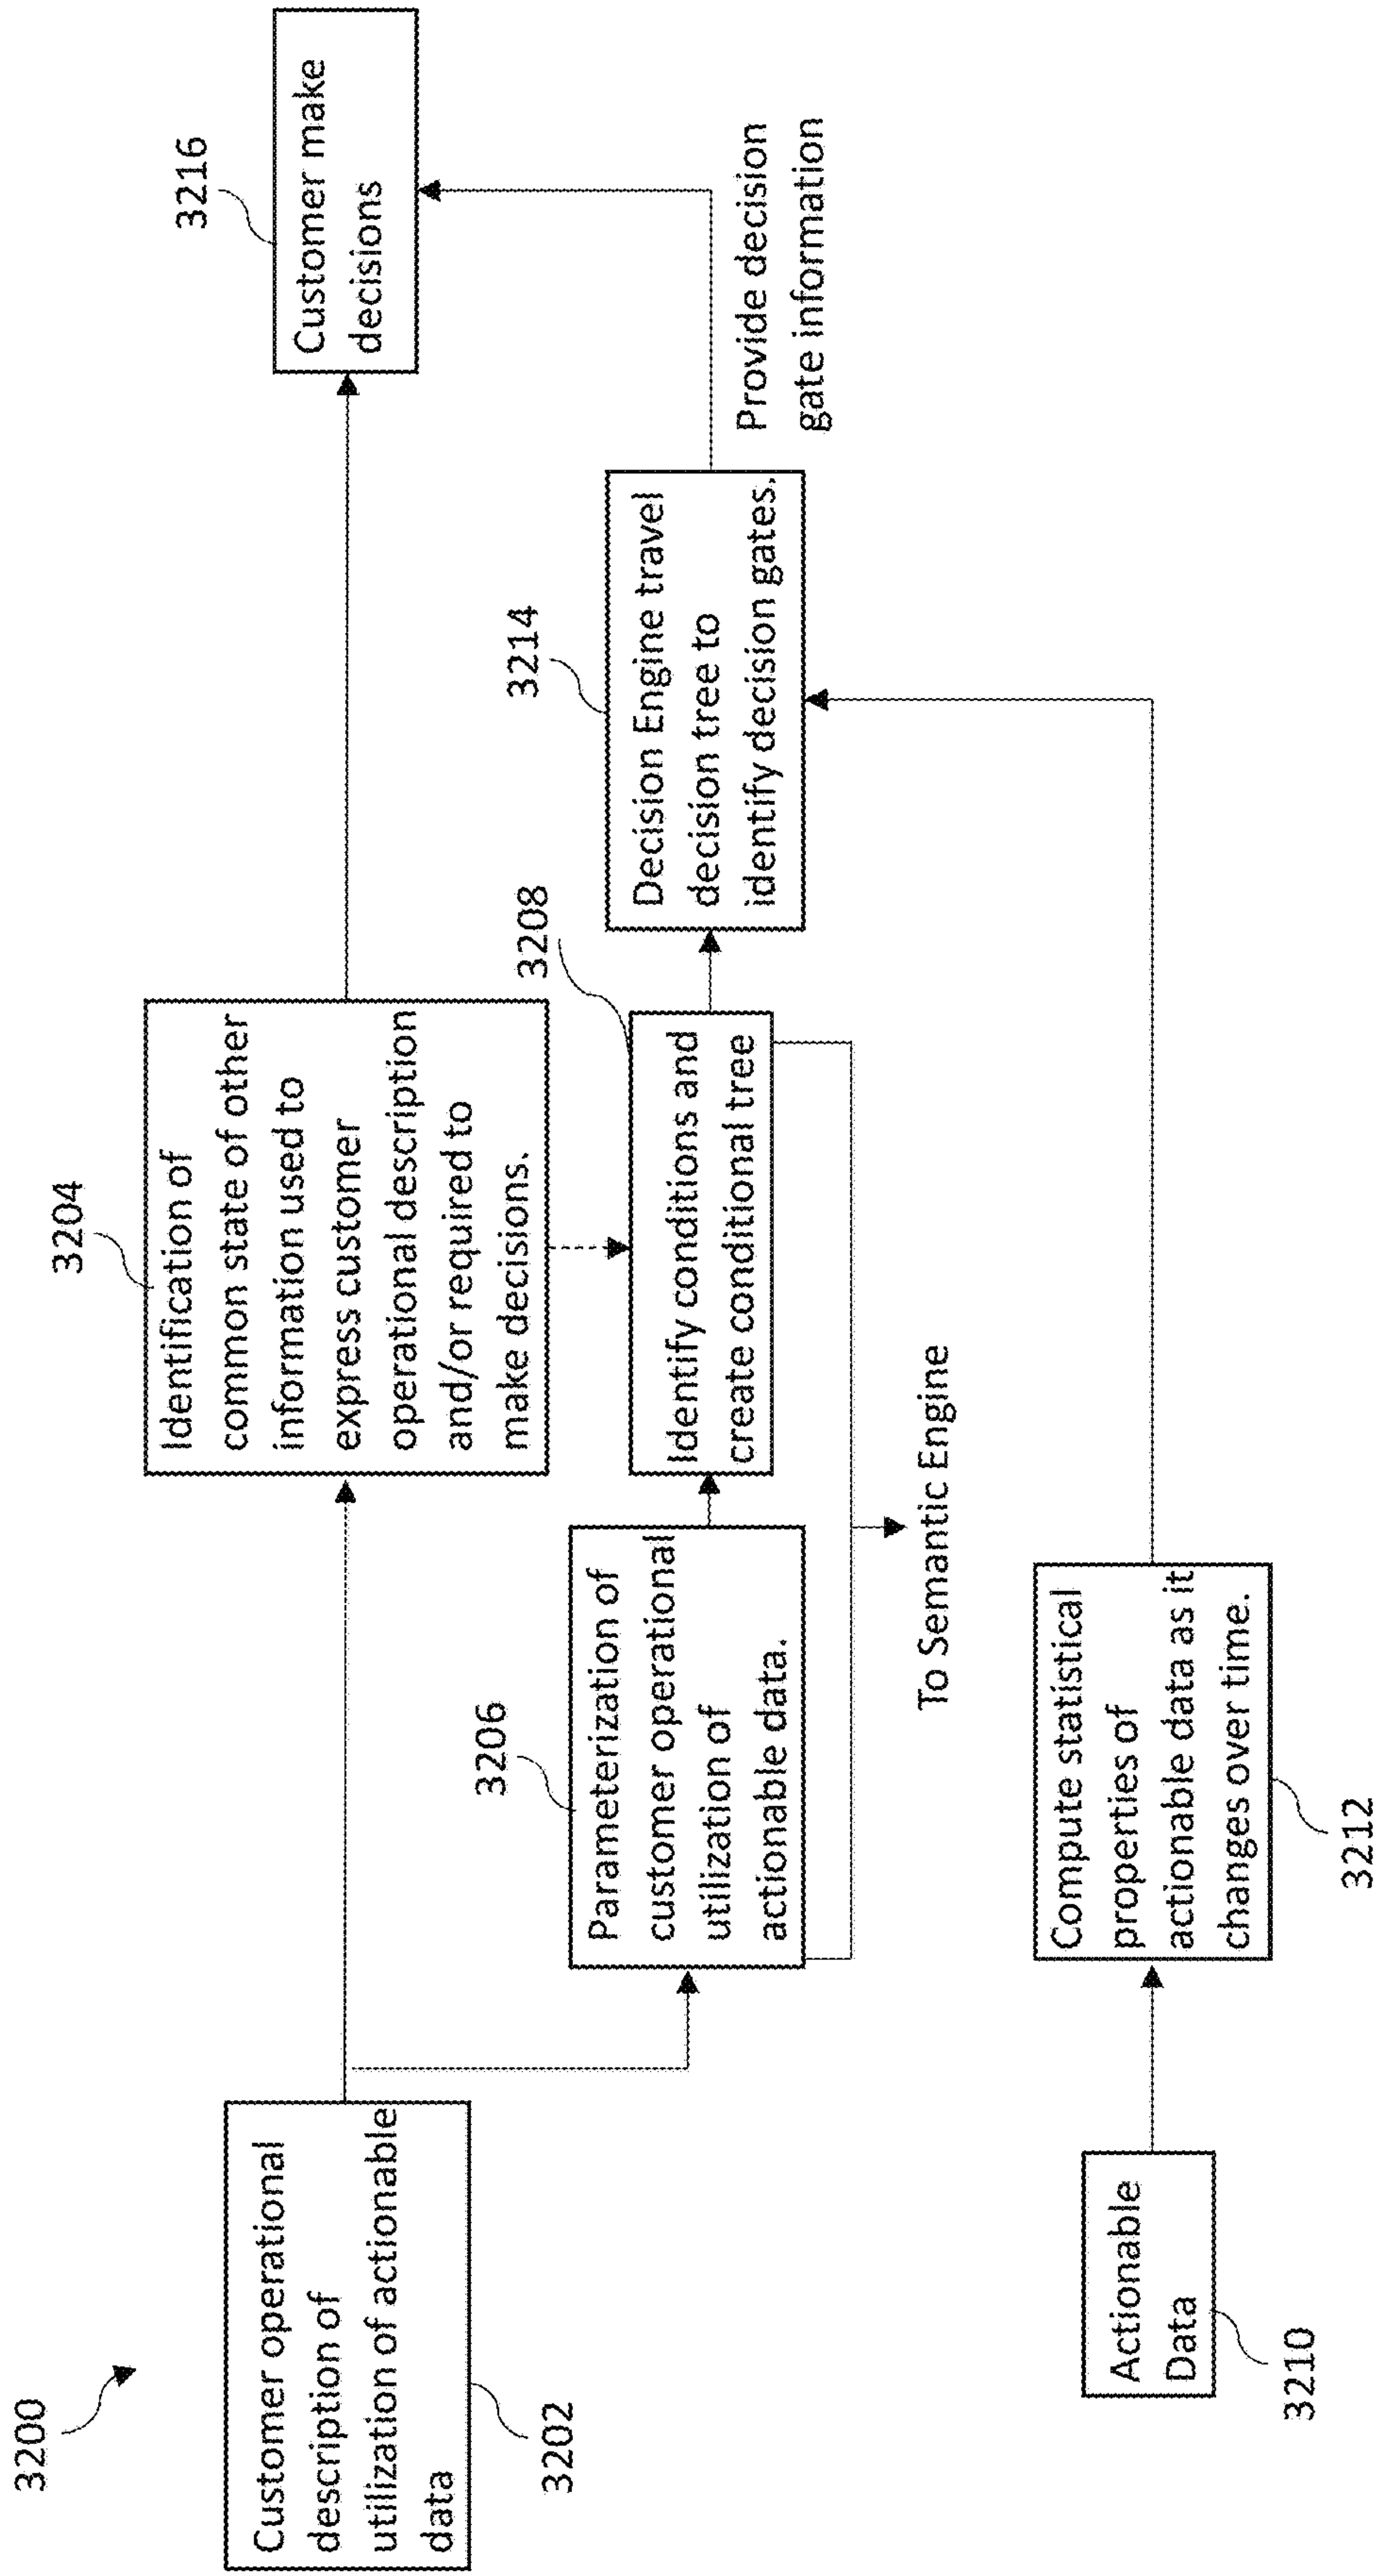 3200
Customer operational
description of
utilization of actionable
data
3202
3204
Identification of
common state of other
information used to
express customer
operational description
and/or required to
make decisions.
3206
Parameterization of
customer operational
utilization of
actionable data.
3208
Identify conditions and
create conditional tree
To Semantic Engine
Actionable
Data
3210
Compute statistical
properties of
actionable data as it
changes over time.
3212
3214
Decision Engine travel
decision tree to
identify decision gates.
Provide decision
gate information
3216
Customer make
decisions